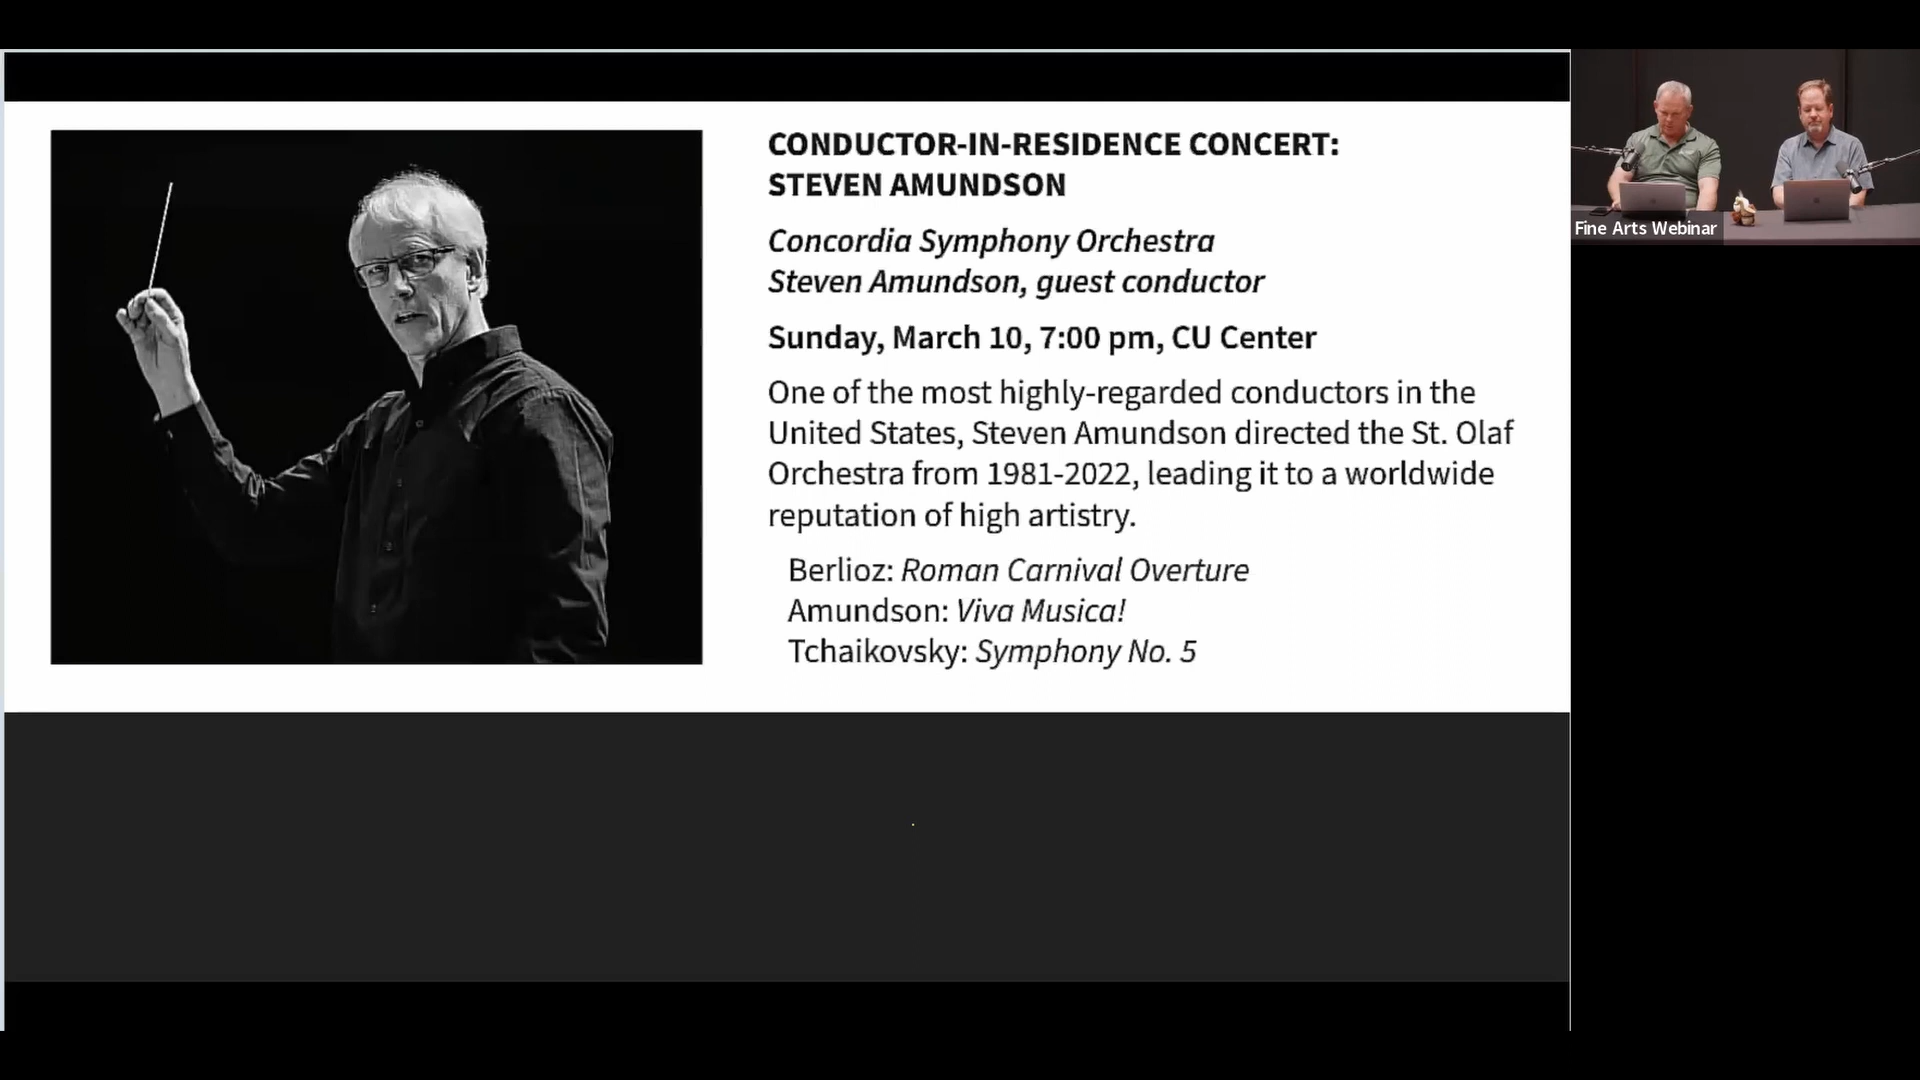 CONDUCTOR-IN-RESIDENCE CONCERT:
STEVEN AMUNDSON
Concordia Symphony Orchestra
Steven Amundson, guest conductor
Sunday, March 10, 7:00 pm, CU Center
One of the most highly-regarded conductors in the
United States, Steven Amundson directed the St. Olaf
Orchestra from 1981-2022, leading it to a worldwide
reputation of high artistry.
Berlioz: Roman Carnival Overture
Amundson: Viva Musica!
Tchaikovsky: Symphony No. 5
Fine Arts Webinar